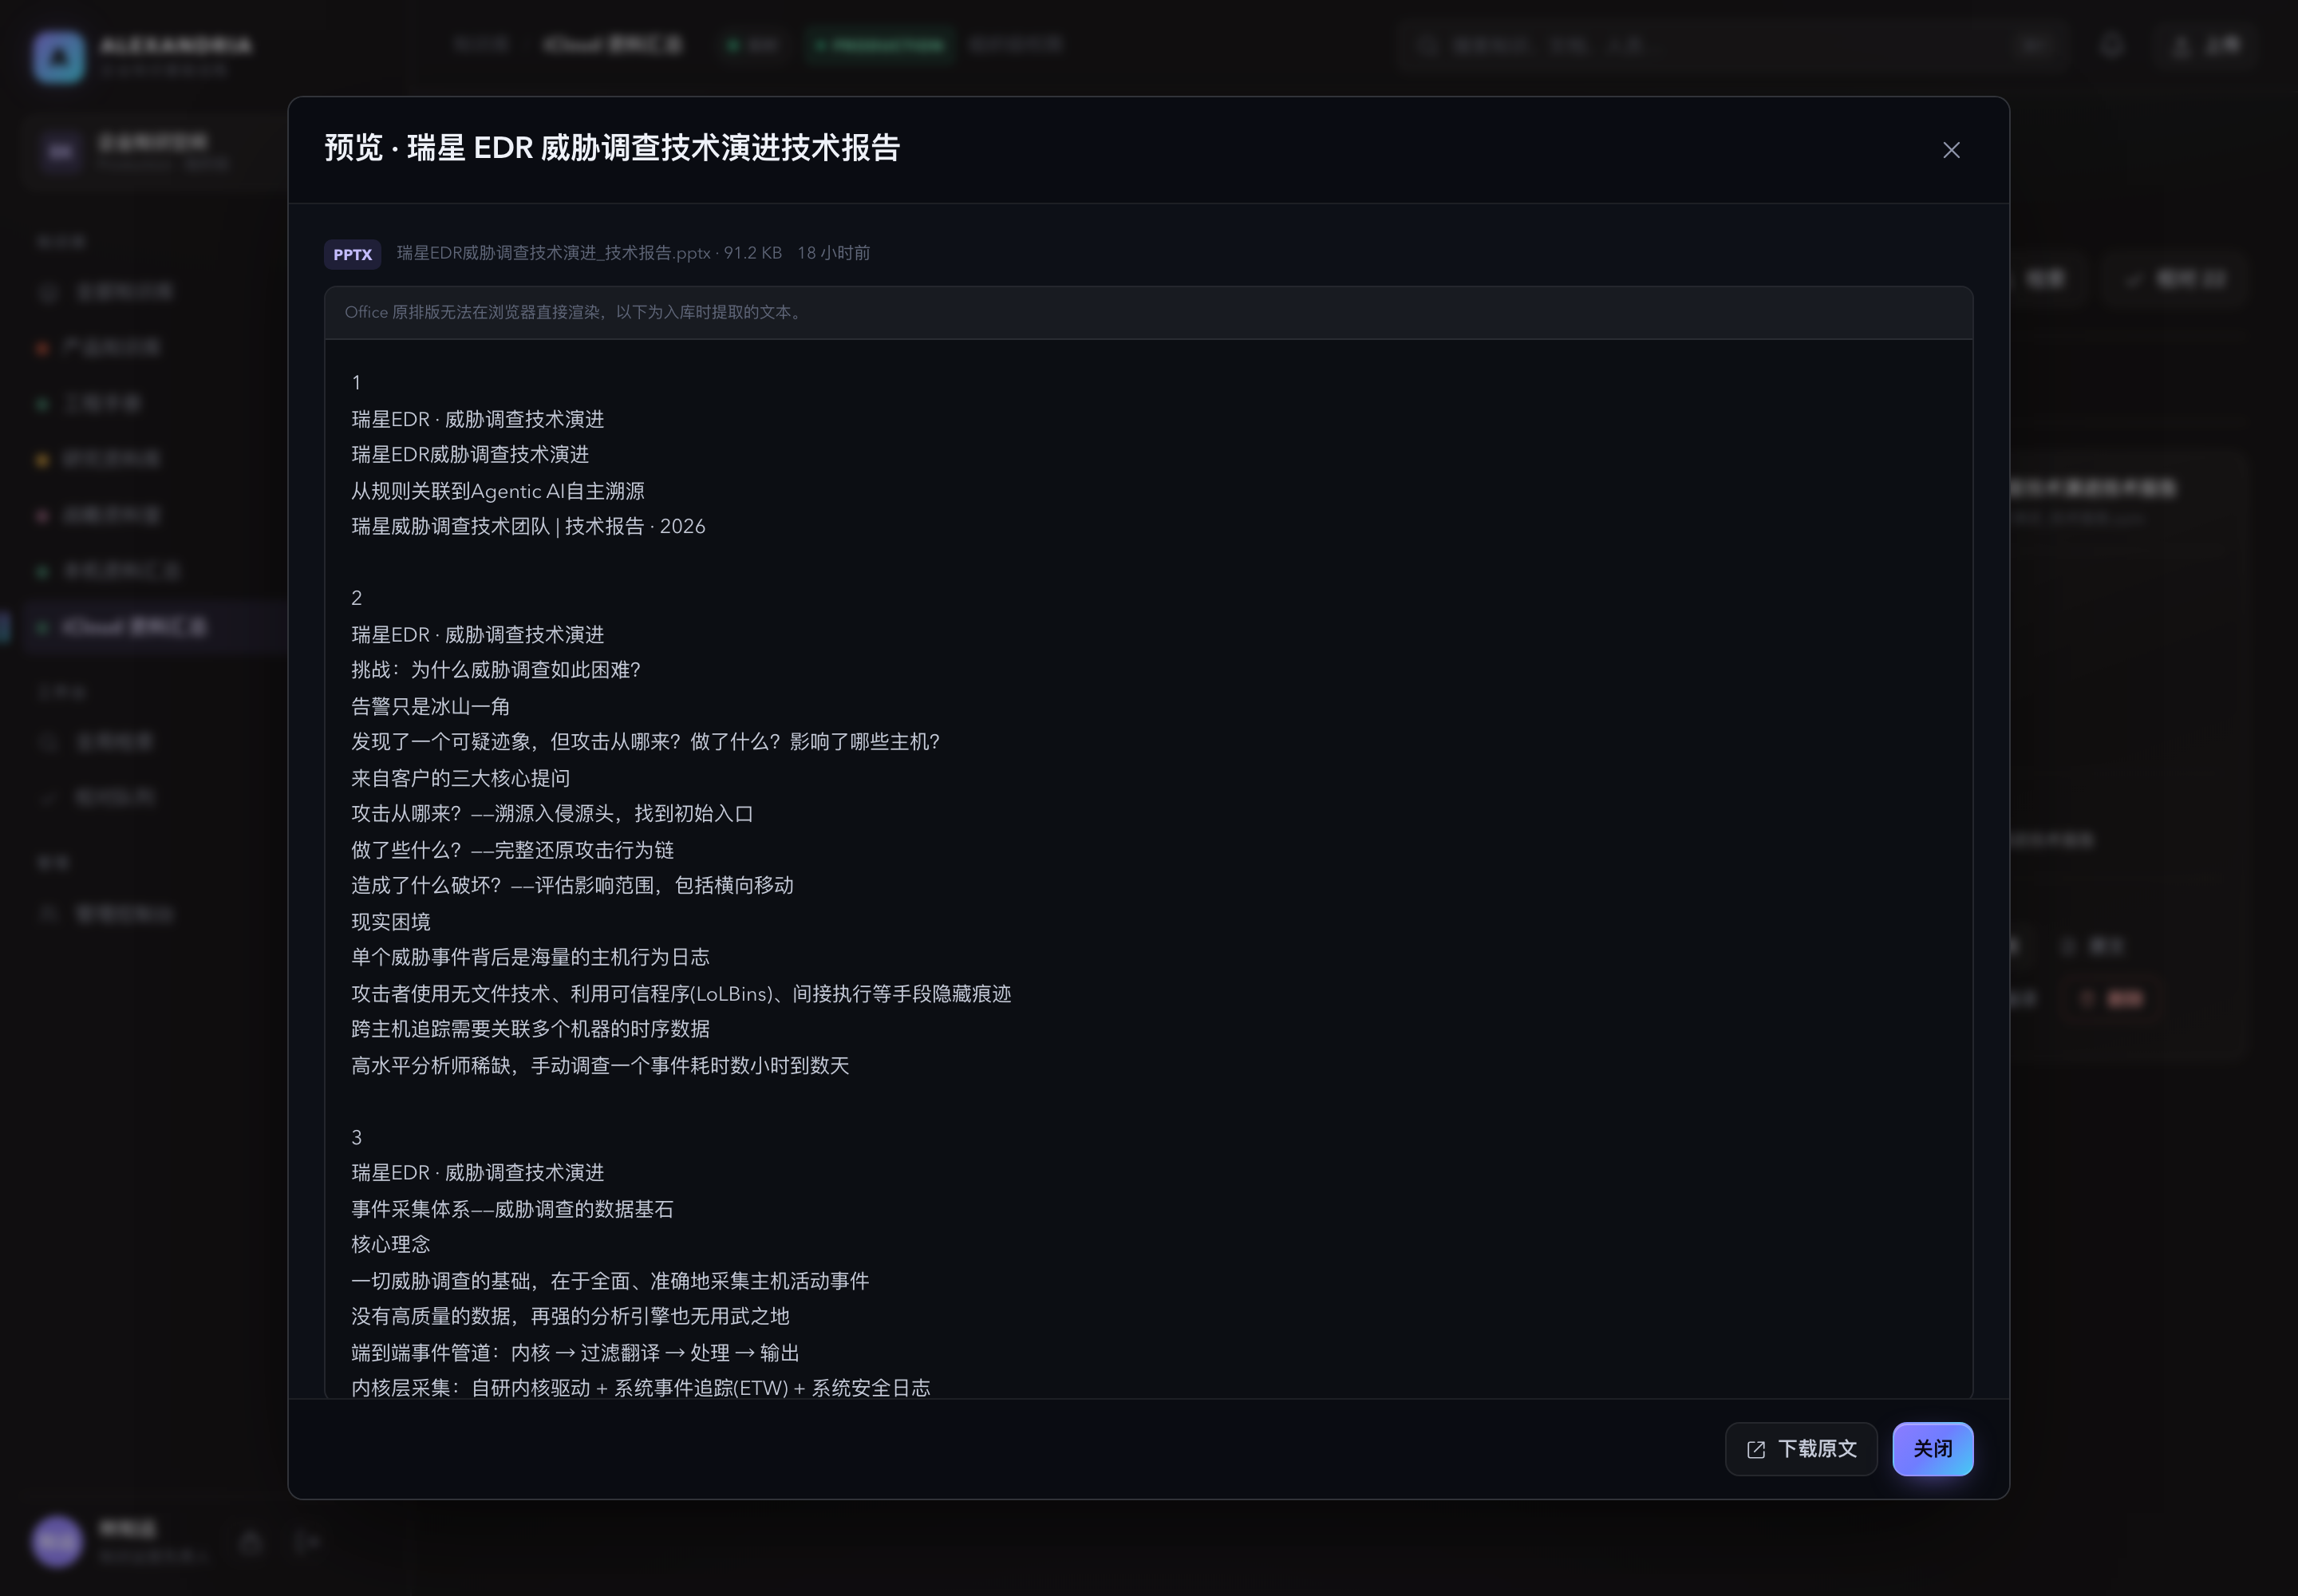 ALEXANDRIA
iCloud 资料汇总
PRODUCTION
上传
预览 · 瑞星 EDR 威胁调查技术演进技术报告
PPTX 瑞星EDR威胁调查技术演进_技术报告.pptx · 91.2 KB 18 小时前
Office 原排版无法在浏览器直接渲染，以下为入库时提取的文本。
1
瑞星EDR · 威胁调查技术演进
瑞星EDR威胁调查技术演进
从规则关联到Agentic AI自主溯源
瑞星威胁调查技术团队 | 技术报告 · 2026
2
瑞星EDR · 威胁调查技术演进
挑战：为什么威胁调查如此困难？
告警只是冰山一角
发现了一个可疑迹象，但攻击从哪来？做了什么？影响了哪些主机？
来自客户的三大核心提问
攻击从哪来？——溯源入侵源头，找到初始入口
做了些什么？——完整还原攻击行为链
造成了什么破坏？——评估影响范围，包括横向移动
现实困境
单个威胁事件背后是海量的主机行为日志
攻击者使用无文件技术、利用可信程序(LoLBins)、间接执行等手段隐藏痕迹
跨主机追踪需要关联多个机器的时序数据
高水平分析师稀缺，手动调查一个事件耗时数小时到数天
3
瑞星EDR · 威胁调查技术演进
事件采集体系——威胁调查的数据基石
核心理念
一切威胁调查的基础，在于全面、准确地采集主机活动事件
没有高质量的数据，再强的分析引擎也无用武之地
端到端事件管道：内核 → 过滤翻译 → 处理 → 输出
内核层采集：自研内核驱动 + 系统事件追踪(ETW) + 系统安全日志
下载原文
关闭
iCloud 资料汇总